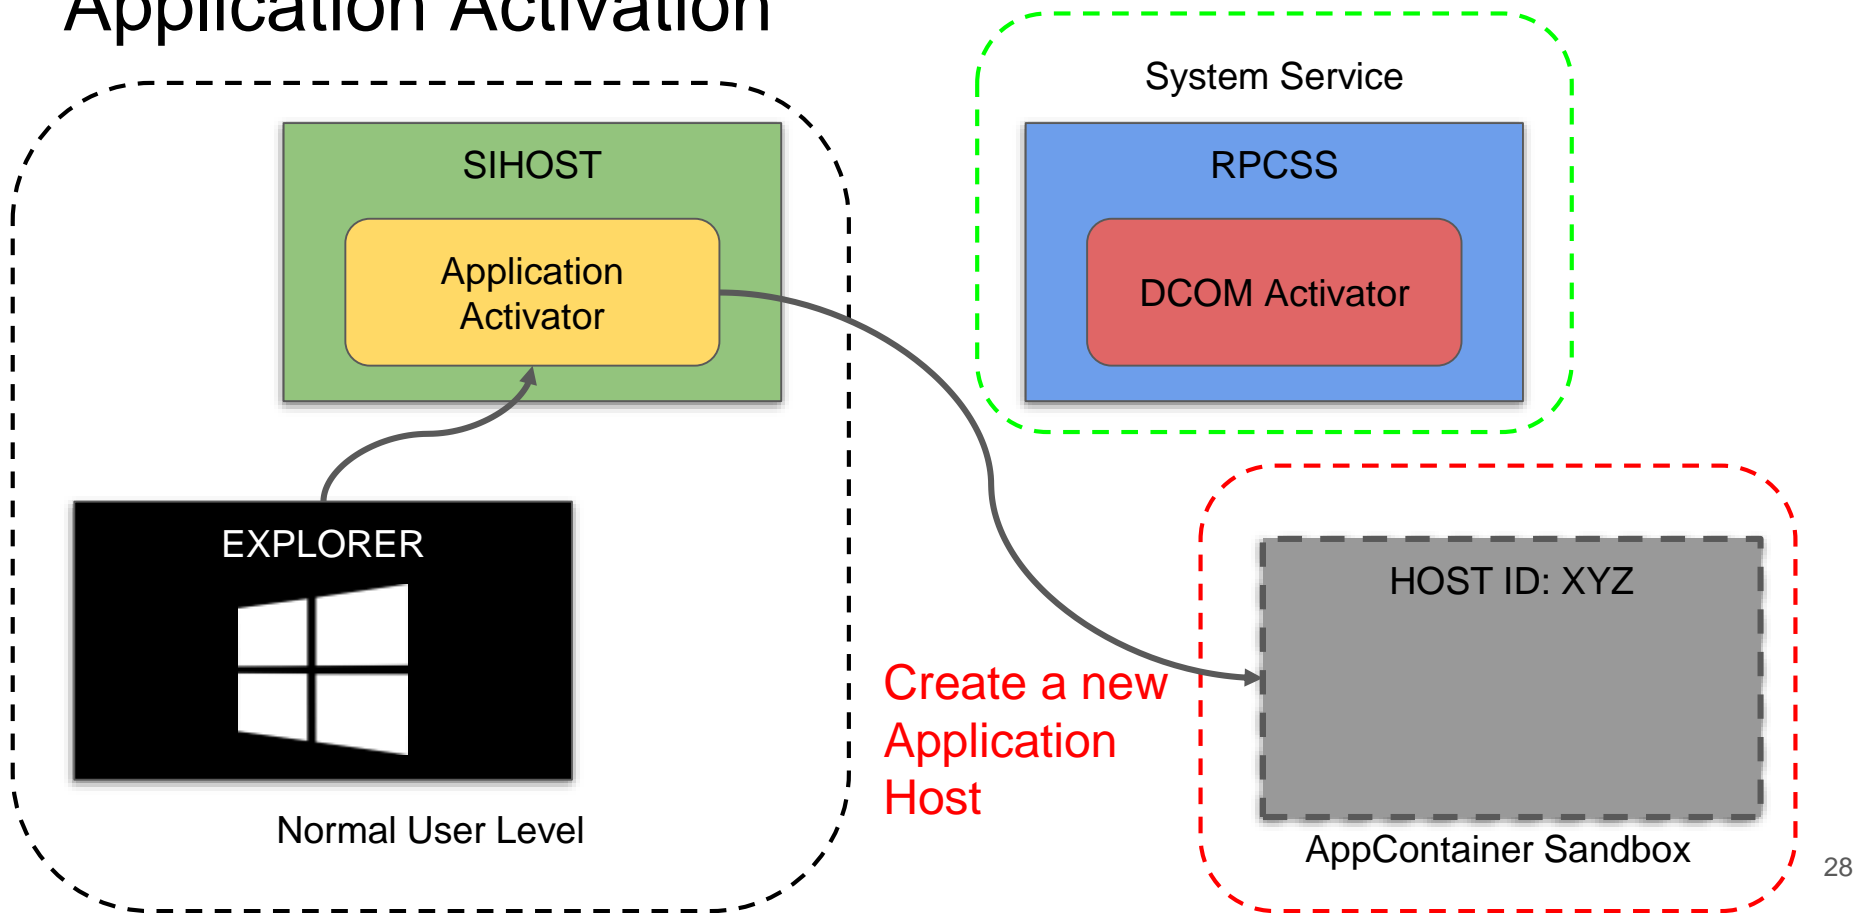 Application Activation
System Service
SIHOST
RPCSS
Application
Activator
DCOM Activator
EXPLORER
HOST ID: XYZ
Create a new
Application
Host
Normal User Level
AppContainer Sandbox
28